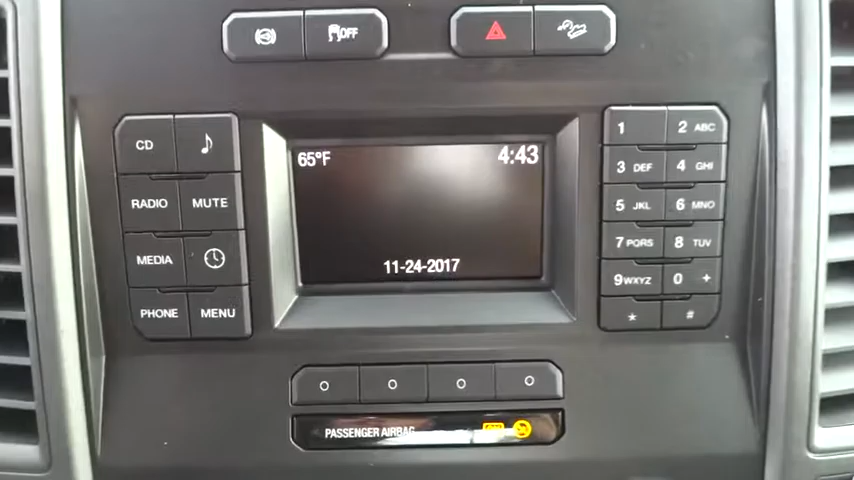 OFF
CD
RADIO MUTE
MEDIA
PHONE MENU
65°F 4:43
11-24-2017
1 2 ABC
3 DEF 4 GHI
5 JKL 6 MNO
7 PQRS 8 TUV
9 WXYZ 0 +
* #
PASSENGER AIRBAG